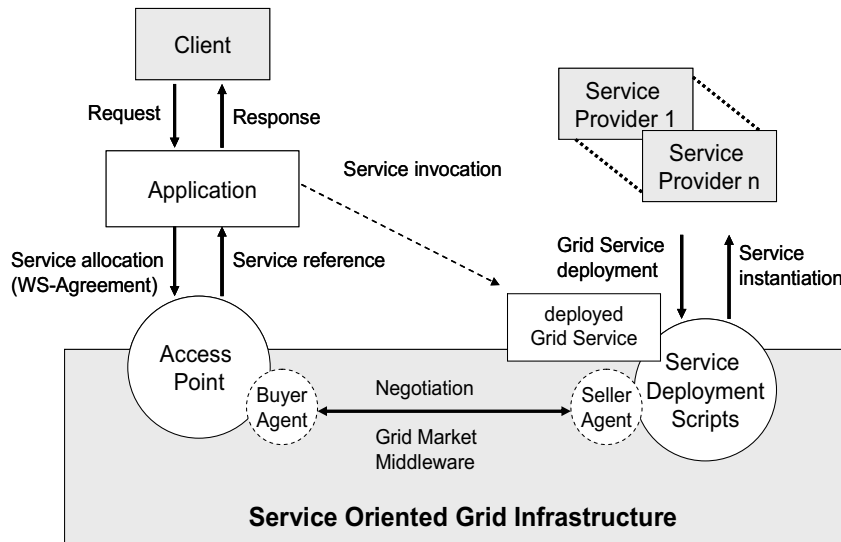 Client
Request
Response
Service
Provider 1
Service
Provider n
Application
Service invocation
Service allocation
(WS-Agreement)
Service reference
Grid Service
deployment
Service
instantiation
deployed
Grid Service
Access
Point
Service
Deployment
Scripts
Buyer
Agent
Negotiation
Seller
Agent
Grid Market
Middleware
Service Oriented Grid Infrastructure